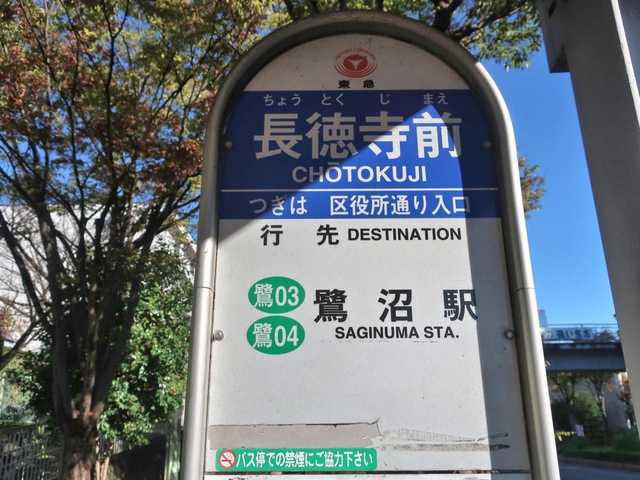 東急
ちょう とく じ まえ
長徳寺前
CHŌTOKUJI
つぎは 区役所通り入口
行 先 DESTINATION
鷺03
鷺04
鷺沼駅
SAGINUMA STA.
バス停での禁煙にご協力下さい